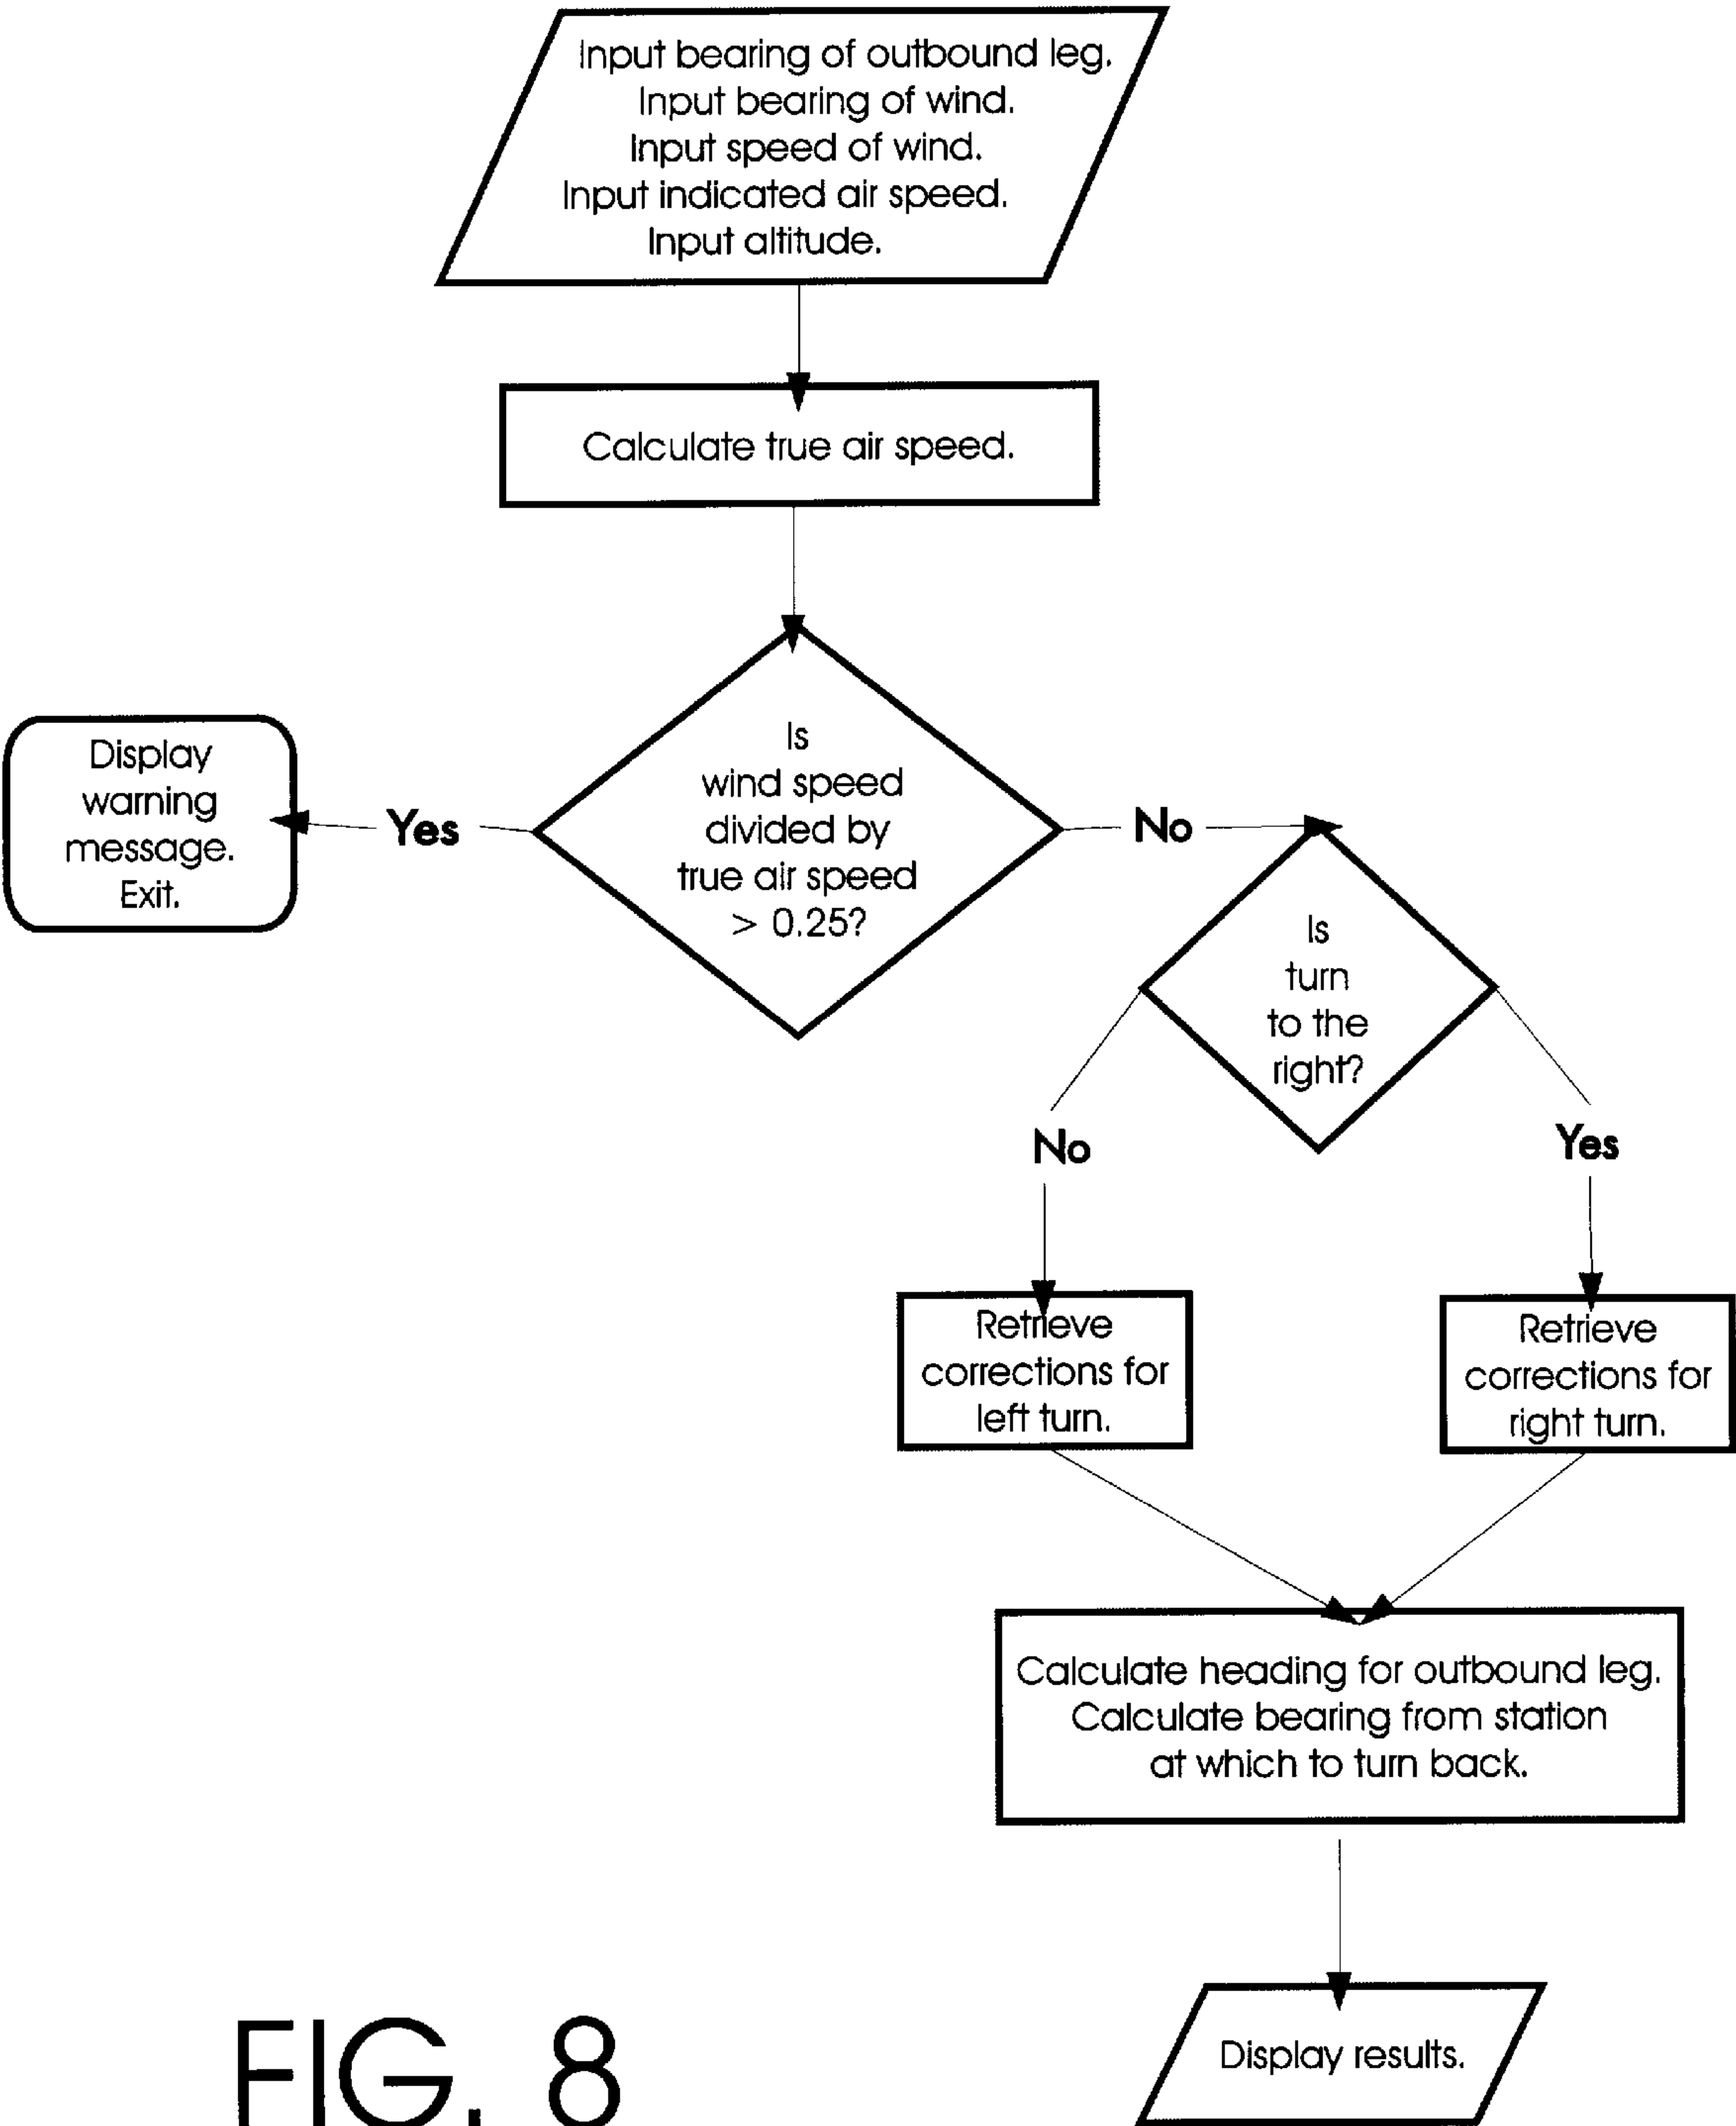 Input bearing of outbound leg.
Input bearing of wind.
Input speed of wind.
Input indicated air speed.
Input altitude.
Calculate true air speed.
Is
wind speed
divided by
true air speed
> 0.25?
Yes
Display
warning
message.
Exit.
No
Is
turn
to the
right?
No
Yes
Retrieve
corrections for
left turn.
Retrieve
corrections for
right turn.
Calculate heading for outbound leg.
Calculate bearing from station
at which to turn back.
Display results.
FIG. 8